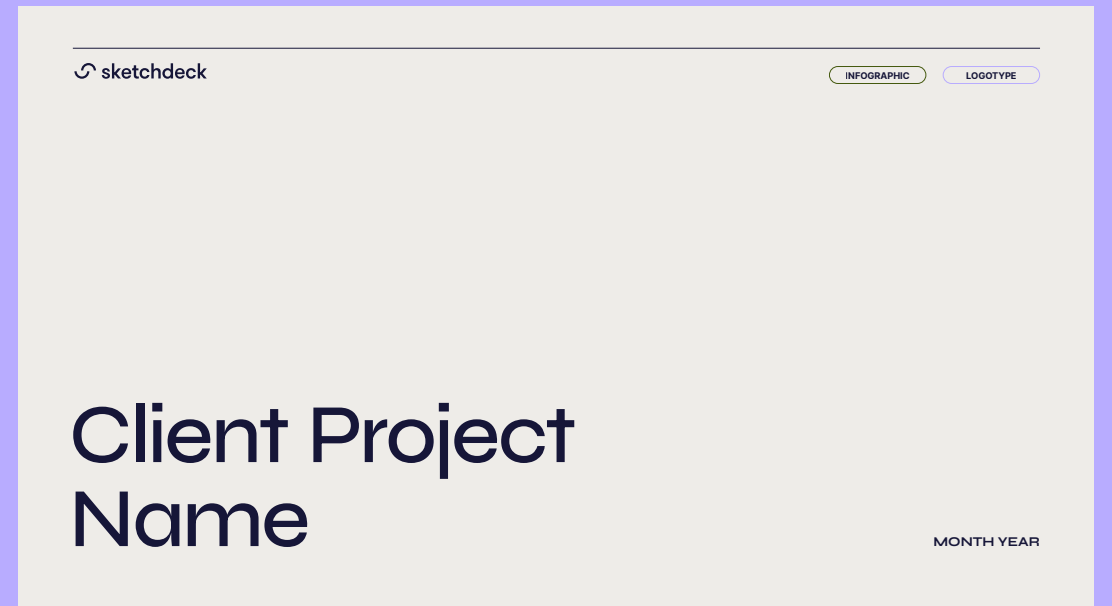 sketchdeck
INFOGRAPHIC
LOGOTYPE
Client Project
Name
MONTH YEAR